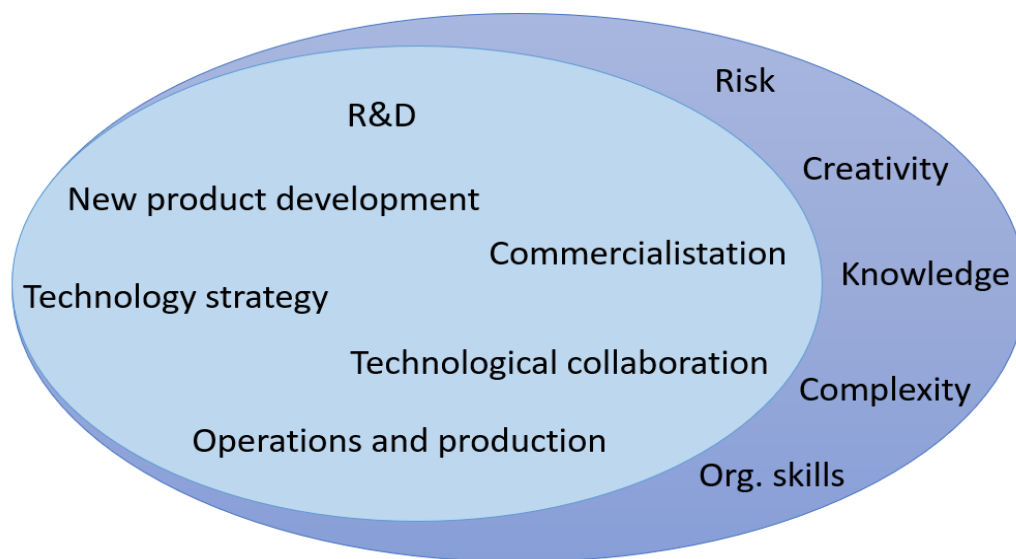 R&D
New product development
Commercialistation
Technology strategy
Technological collaboration
Operations and production
Risk
Creativity
Knowledge
Complexity
Org. skills